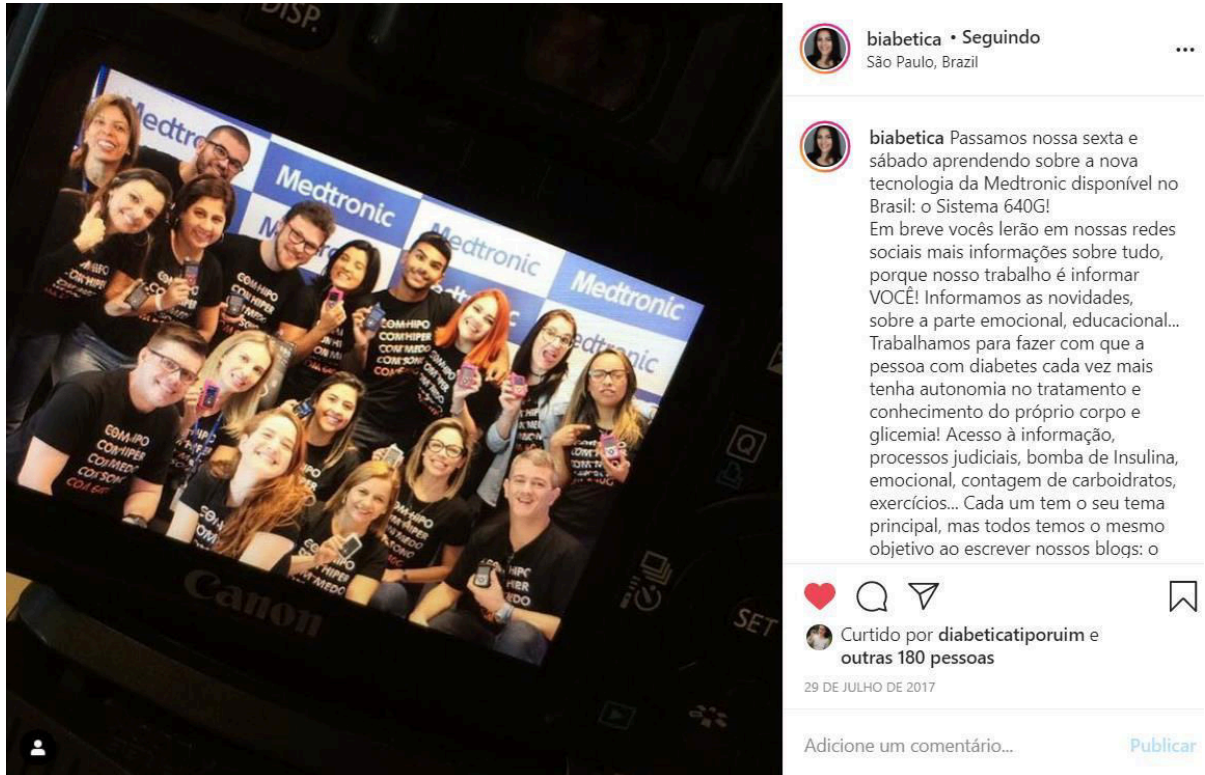 DISP.
Medtronic
Medtronic
Medtronic
Medtronic
COM HIPO
COM HIPER
COM MEDO
COM SONO
COM 640G
Canon
Q
SET
biabetica • Seguindo
São Paulo, Brazil
biabetica Passamos nossa sexta e
sábado aprendendo sobre a nova
tecnologia da Medtronic disponível no
Brasil: o Sistema 640G!
Em breve vocês lerão em nossas redes
sociais mais informações sobre tudo,
porque nosso trabalho é informar
VOCÊ! Informamos as novidades,
sobre a parte emocional, educacional...
Trabalhamos para fazer com que a
pessoa com diabetes cada vez mais
tenha autonomia no tratamento e
conhecimento do próprio corpo e
glicemia! Acesso à informação,
processos judiciais, bomba de Insulina,
emocional, contagem de carboidratos,
exercícios... Cada um tem o seu tema
principal, mas todos temos o mesmo
objetivo ao escrever nossos blogs: o
Curtido por diabeticatiporuim e
outras 180 pessoas
29 DE JULHO DE 2017
Adicione um comentário... Publicar